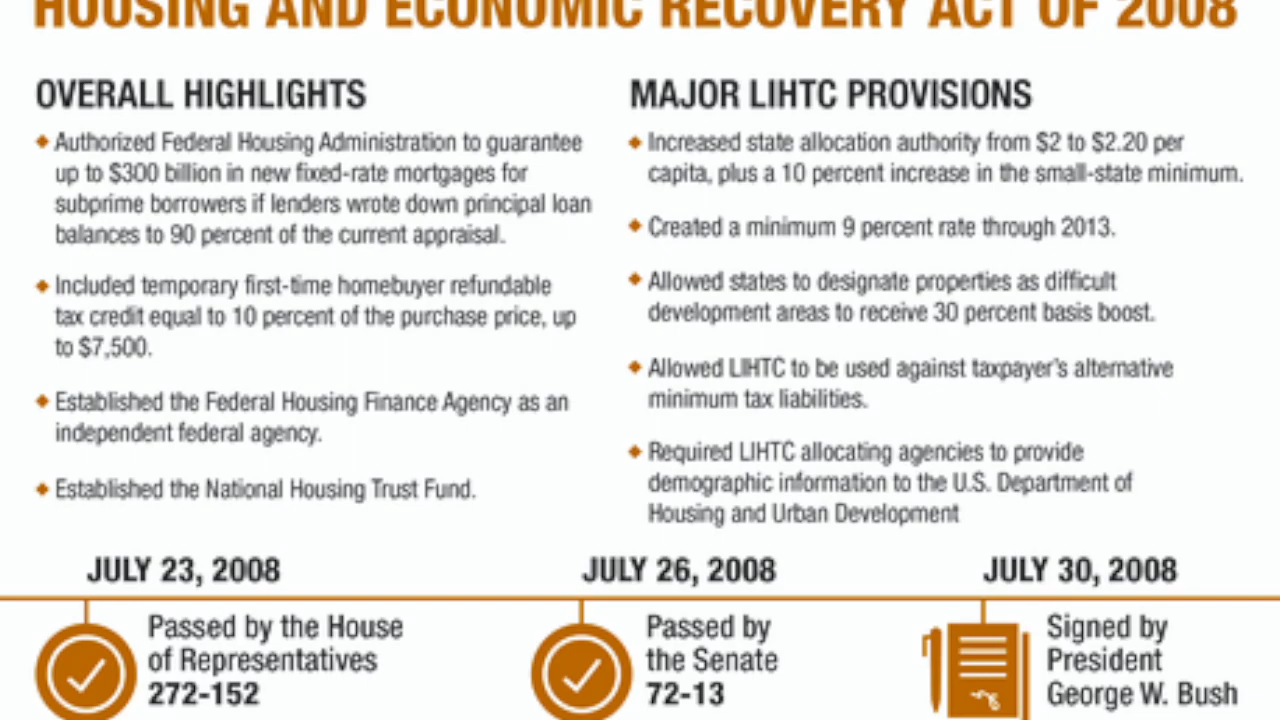 HOUSING AND ECONOMIC RECOVERY ACT OF 2008
OVERALL HIGHLIGHTS
Authorized Federal Housing Administration to guarantee
up to $300 billion in new fixed-rate mortgages for
subprime borrowers if lenders wrote down principal loan
balances to 90 percent of the current appraisal.
Included temporary first-time homebuyer refundable
tax credit equal to 10 percent of the purchase price, up
to $7,500.
Established the Federal Housing Finance Agency as an
independent federal agency.
Established the National Housing Trust Fund.
MAJOR LIHTC PROVISIONS
Increased state allocation authority from $2 to $2.20 per
capita, plus a 10 percent increase in the small-state minimum.
Created a minimum 9 percent rate through 2013.
Allowed states to designate properties as difficult
development areas to receive 30 percent basis boost.
Allowed LIHTC to be used against taxpayer's alternative
minimum tax liabilities.
Required LIHTC allocating agencies to provide
demographic information to the U.S. Department of
Housing and Urban Development
JULY 23, 2008
Passed by the House
of Representatives
272-152
JULY 26, 2008
Passed by
the Senate
72-13
JULY 30, 2008
Signed by
President
George W. Bush